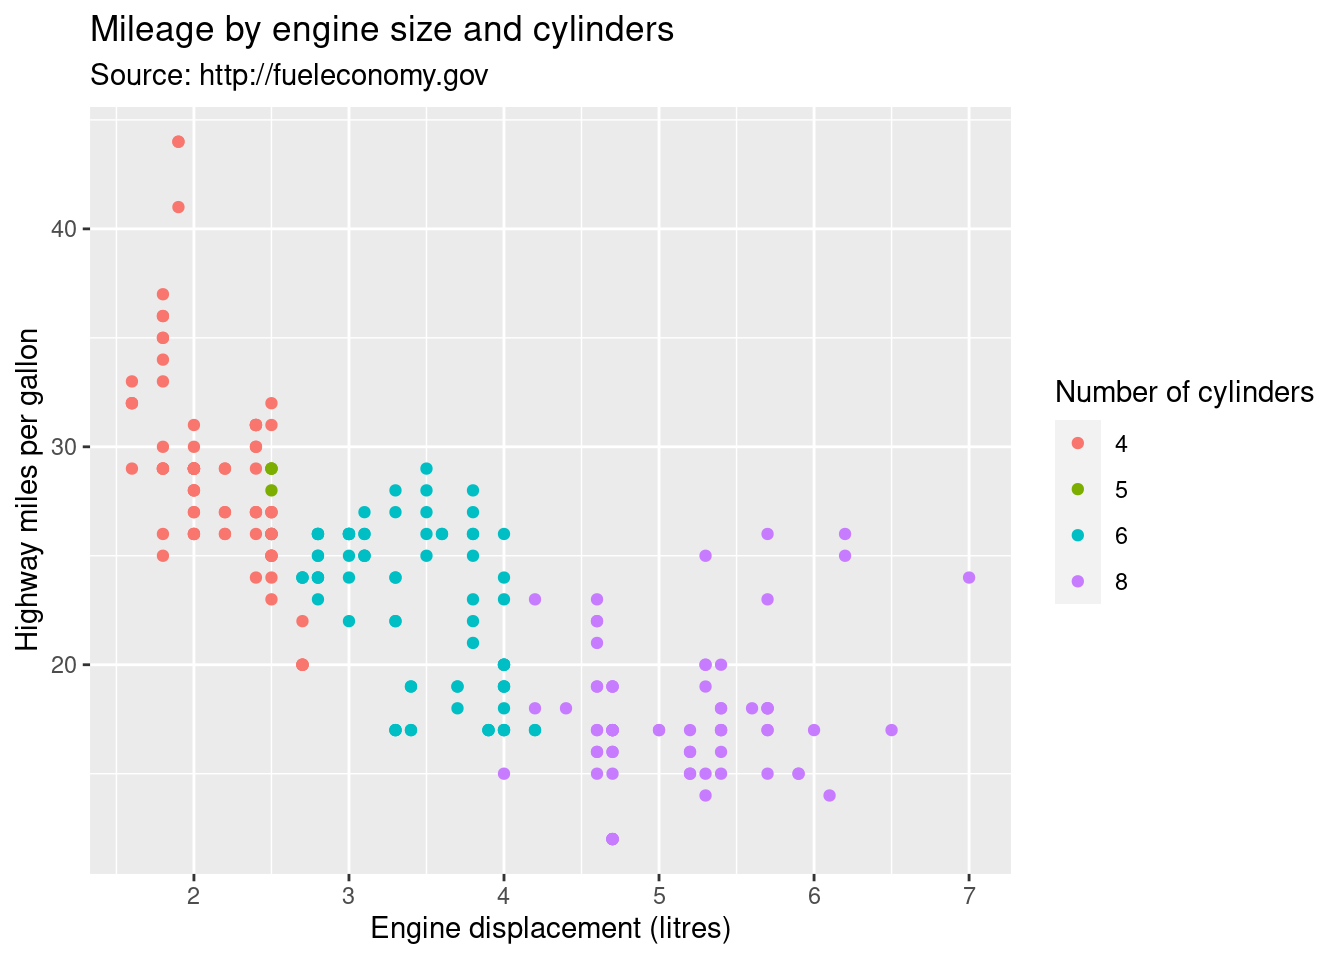 Mileage by engine size and cylinders
Source: http://fueleconomy.gov
Highway miles per gallon
40
30
20
2 3 4 5 6 7
Engine displacement (litres)
Number of cylinders
4
5
6
8